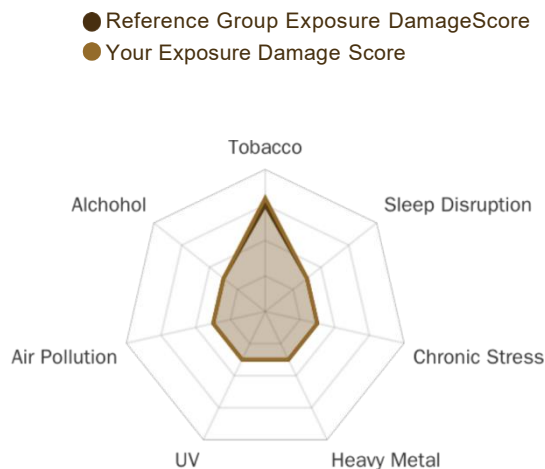 Reference Group Exposure DamageScore
Your Exposure Damage Score
Tobacco
Alchohol
Sleep Disruption
Air Pollution
Chronic Stress
UV
Heavy Metal